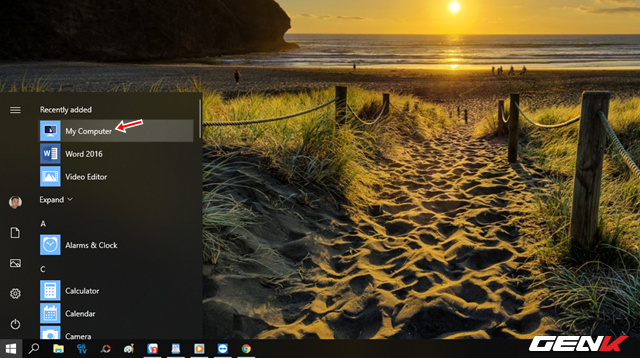 Recently added
My Computer
Word 2016
Video Editor
Expand
A
Alarms & Clock
C
Calculator
Calendar
Camera
GENK